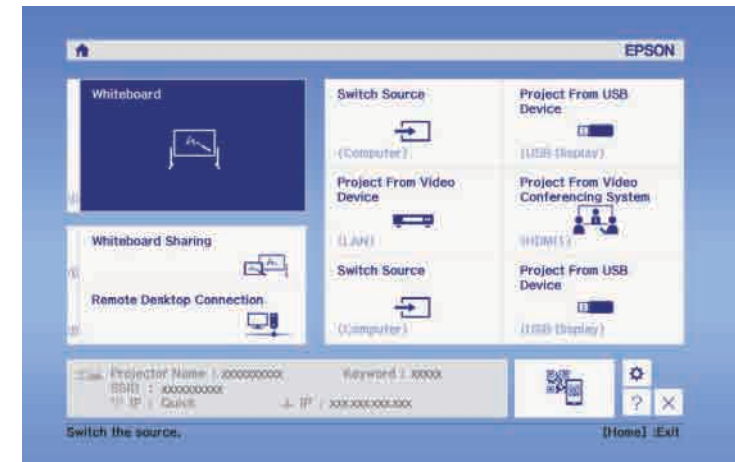 EPSON
Whiteboard
Whiteboard Sharing
Remote Desktop Connection
Switch Source
(Computer)
Project From USB
Device
(USB Display)
Project From Video
Device
(LAN)
Project From Video
Conferencing System
(HDMI1)
Switch Source
(Computer)
Project From USB
Device
(USB Display)
Projector Name : xxxxxxxxxx Keyword : xxxxx
SSID : xxxxxxxxxx
IP : Quick IP : xxx.xxx.xxx.xxx
?
Switch the source. [Home] :Exit